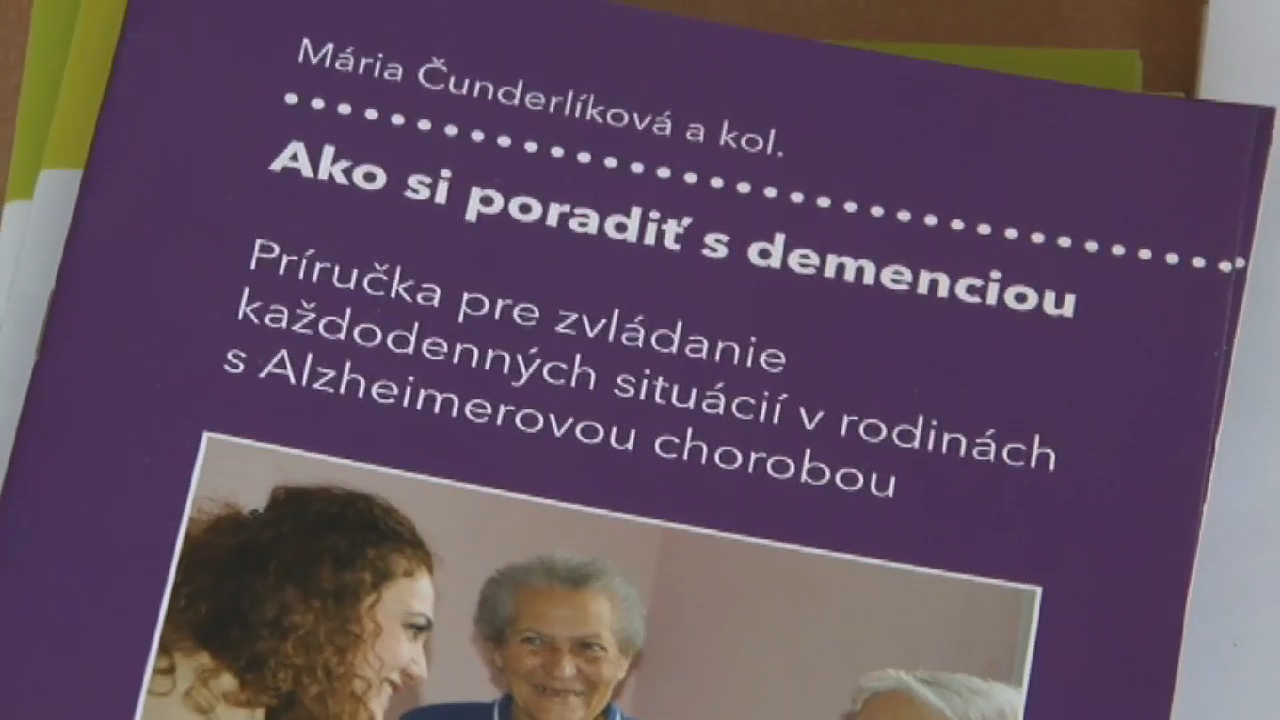 Mária Čunderlíková a kol.
Ako si poradiť s demenciou
Príručka pre zvládanie
každodenných situácií v rodinách
s Alzheimerovou chorobou